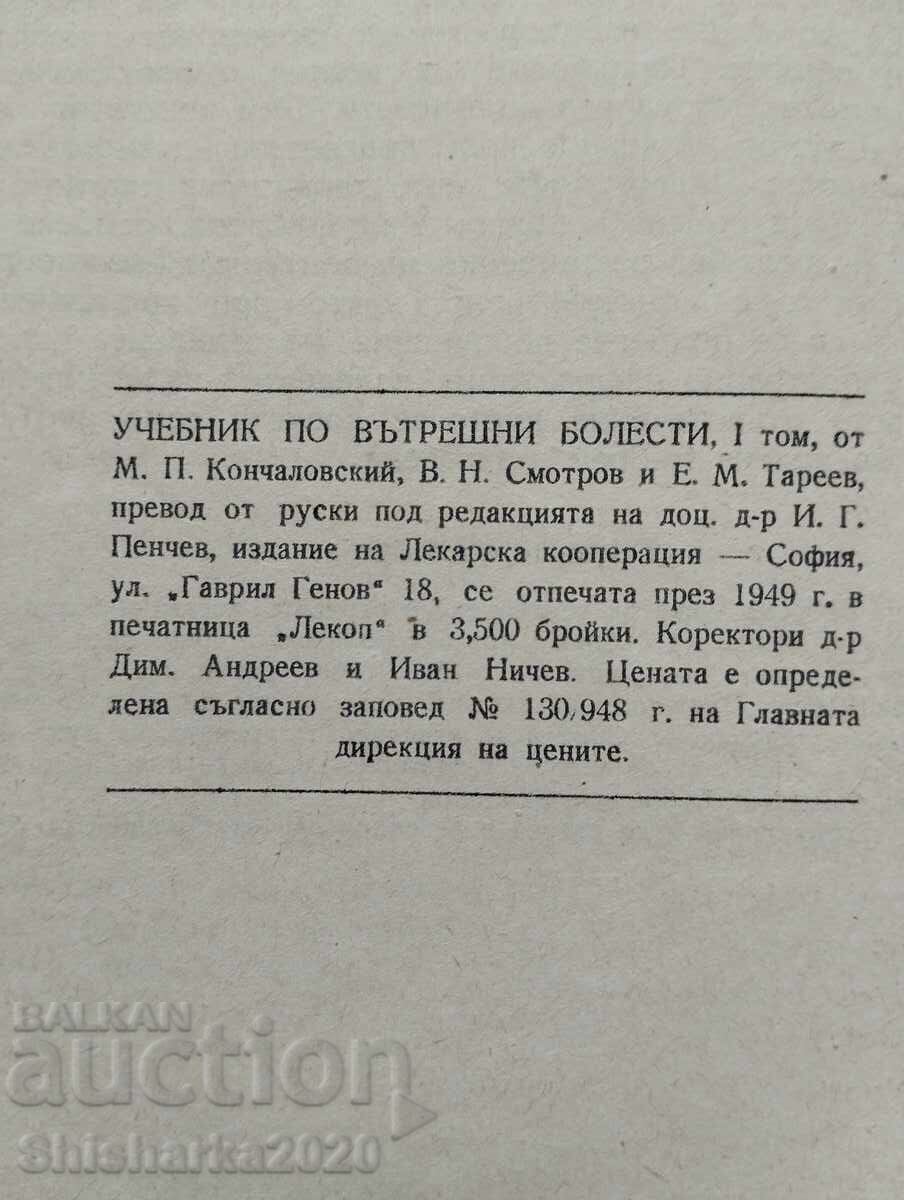 УЧЕБНИК ПО ВЪТРЕШНИ БОЛЕСТИ, I том, от
М. П. Кончаловский, В. Н. Смотров и Е. М. Тареев,
превод от руски под редакцията на доц. д-р И. Г.
Пенчев, издание на Лекарска кооперация — София,
ул. „Гаврил Генов“ 18, се отпечата през 1949 г. в
печатница „Лекоп“ в 3,500 бройки. Коректори д-р
Дим. Андреев и Иван Ничев. Цената е опреде-
лена съгласно заповед № 130/948 г. на Главната
дирекция на цените.
BALKAN
auction
Shisharka2020